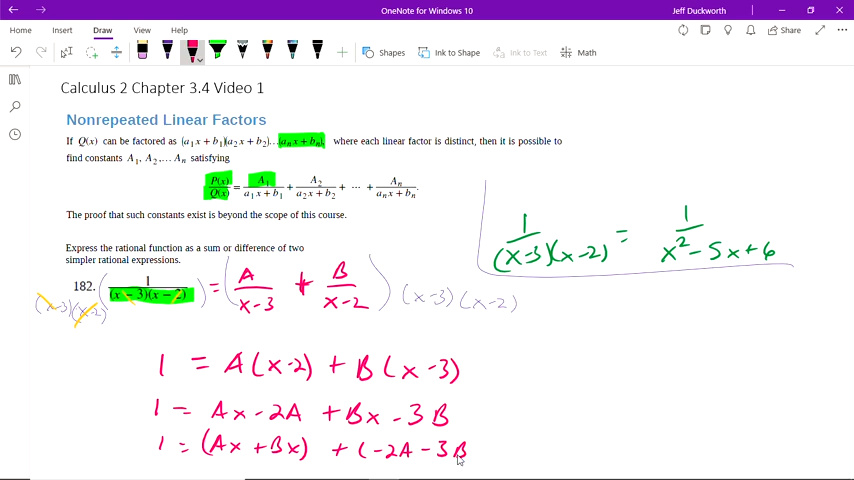 OneNote for Windows 10
Jeff Duckworth
Home Insert Draw View Help
Share
Shapes Ink to Shape Ink to Text Math
Calculus 2 Chapter 3.4 Video 1
Nonrepeated Linear Factors
If Q(x) can be factored as (a₁x + b₁)(a₂x + b₂)…(aₙx + bₙ), where each linear factor is distinct, then it is possible to
find constants A₁, A₂,… Aₙ satisfying
P(x)/Q(x) = A₁/(a₁x + b₁) + A₂/(a₂x + b₂) + ⋯ + Aₙ/(aₙx + bₙ).
The proof that such constants exist is beyond the scope of this course.
1/((x-3)(x-2)) = 1/(x²-5x+6)
Express the rational function as a sum or difference of two
simpler rational expressions.
182. (x-3)(x-2) ( 1/((x − 3)(x − 2)) ) = ( A/(x-3) + B/(x-2) ) (x-3)(x-2)
1 = A(x-2) + B(x-3)
1 = Ax-2A + Bx-3B
1 = (Ax+Bx) + (-2A-3B